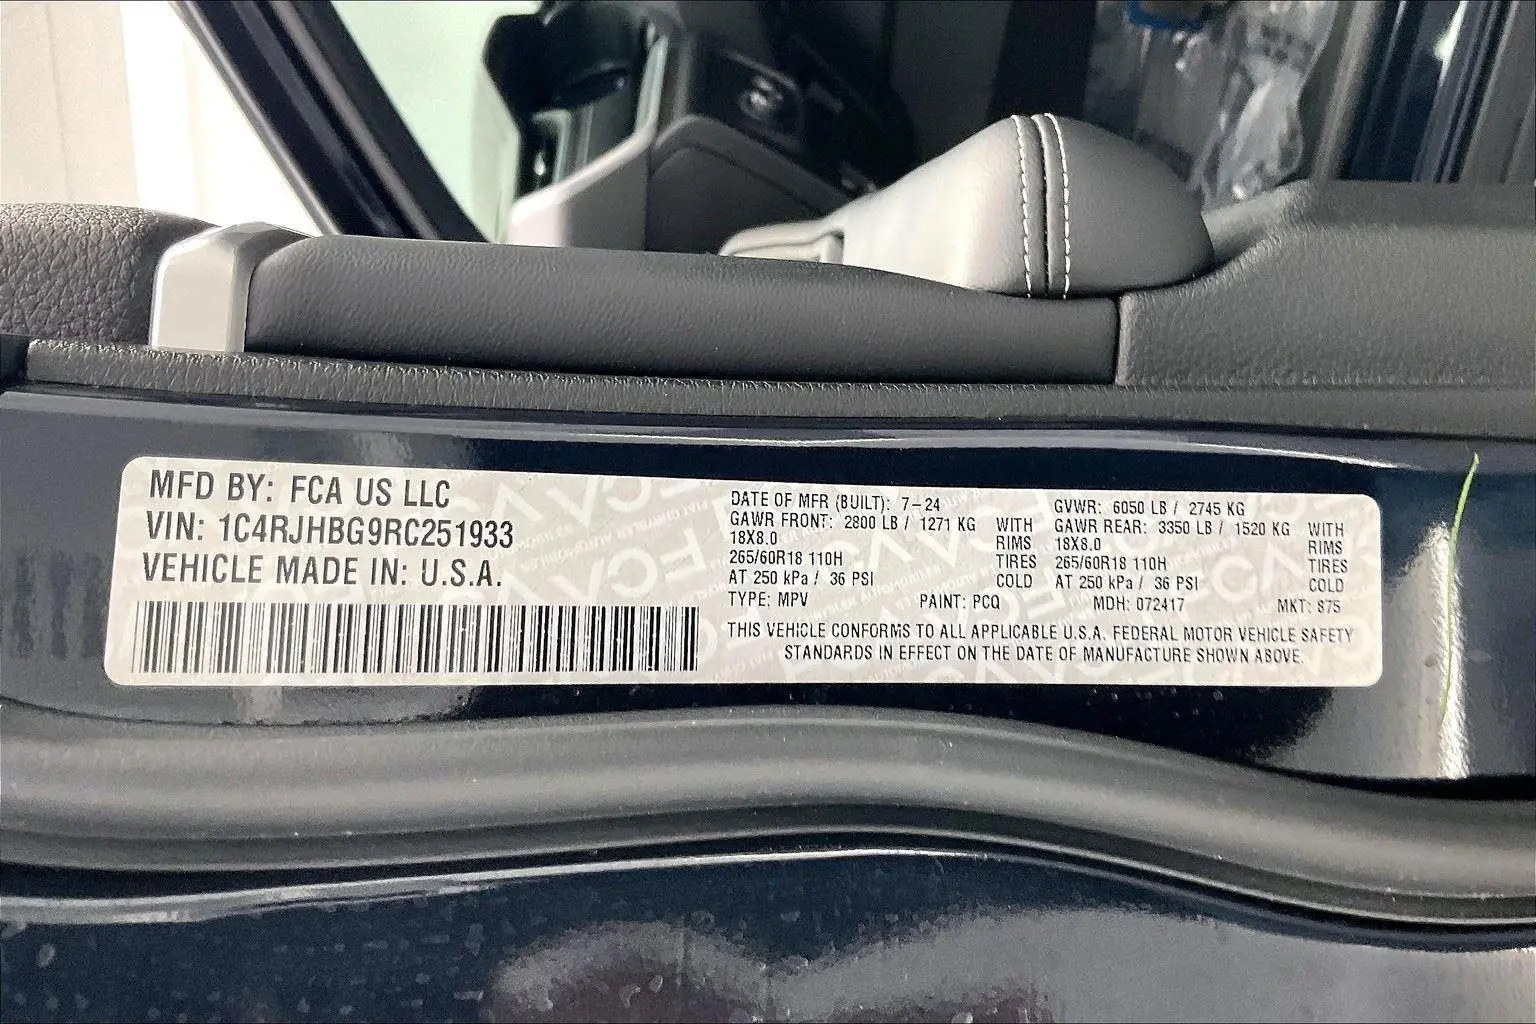 MFD BY: FCA US LLC
VIN: 1C4RJHBG9RC251933
VEHICLE MADE IN: U.S.A.
DATE OF MFR (BUILT): 7-24
GVWR: 6050 LB / 2745 KG
GAWR FRONT: 2800 LB / 1271 KG WITH
18X8.0 RIMS
265/60R18 110H TIRES
AT 250 kPa / 36 PSI COLD
GAWR REAR: 3350 LB / 1520 KG WITH
18X8.0 RIMS
265/60R18 110H TIRES
AT 250 kPa / 36 PSI COLD
TYPE: MPV PAINT: PCQ MDH: 072417 MKT: 875
THIS VEHICLE CONFORMS TO ALL APPLICABLE U.S.A. FEDERAL MOTOR VEHICLE SAFETY
STANDARDS IN EFFECT ON THE DATE OF MANUFACTURE SHOWN ABOVE.